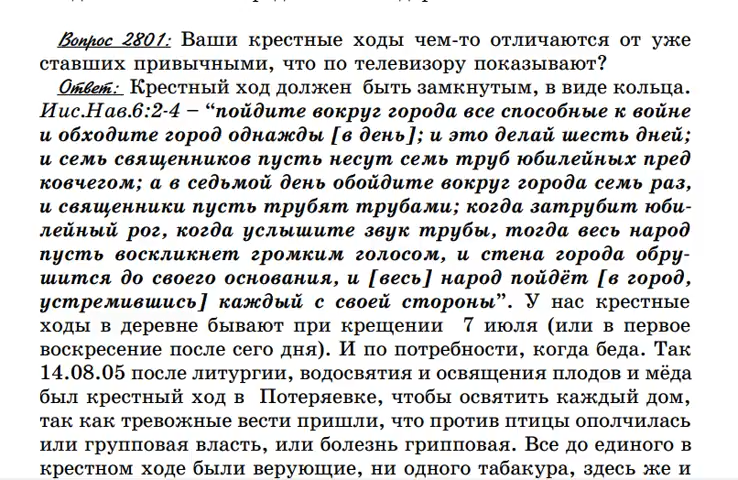 Вопрос 2801: Ваши крестные ходы чем-то отличаются от уже
ставших привычными, что по телевизору показывают?
Ответ: Крестный ход должен быть замкнутым, в виде кольца.
Иис.Нав.6:2-4 – “пойдите вокруг города все способные к войне
и обходите город однажды [в день]; и это делай шесть дней;
и семь священников пусть несут семь труб юбилейных пред
ковчегом; а в седьмой день обойдите вокруг города семь раз,
и священники пусть трубят трубами; когда затрубит юби-
лейный рог, когда услышите звук трубы, тогда весь народ
пусть воскликнет громким голосом, и стена города обру-
шится до своего основания, и [весь] народ пойдёт [в город,
устремившись] каждый с своей стороны”. У нас крестные
ходы в деревне бывают при крещении 7 июля (или в первое
воскресение после сего дня). И по потребности, когда беда. Так
14.08.05 после литургии, водосвятия и освящения плодов и мёда
был крестный ход в Потеряевке, чтобы освятить каждый дом,
так как тревожные вести пришли, что против птицы ополчилась
или групповая власть, или болезнь грипповая. Все до единого в
крестном ходе были верующие, ни одного табакура, здесь же и